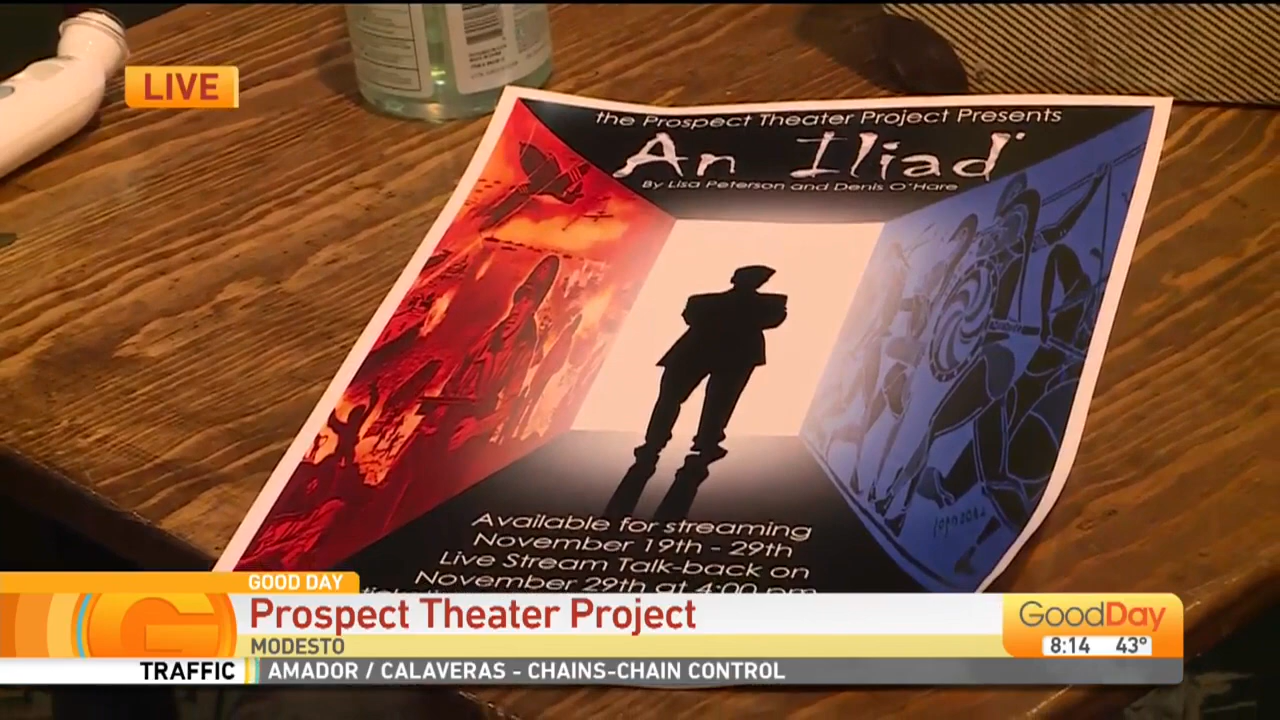 LIVE
the Prospect Theater Project Presents
An Iliad
By Lisa Peterson and Denis O'Hare
Available for streaming
November 19th - 29th
Live Stream Talk-back on
November 29th at 4:00 pm
GOOD DAY
Prospect Theater Project
MODESTO
GoodDay
8:14 43°
TRAFFIC AMADOR / CALAVERAS - CHAINS-CHAIN CONTROL